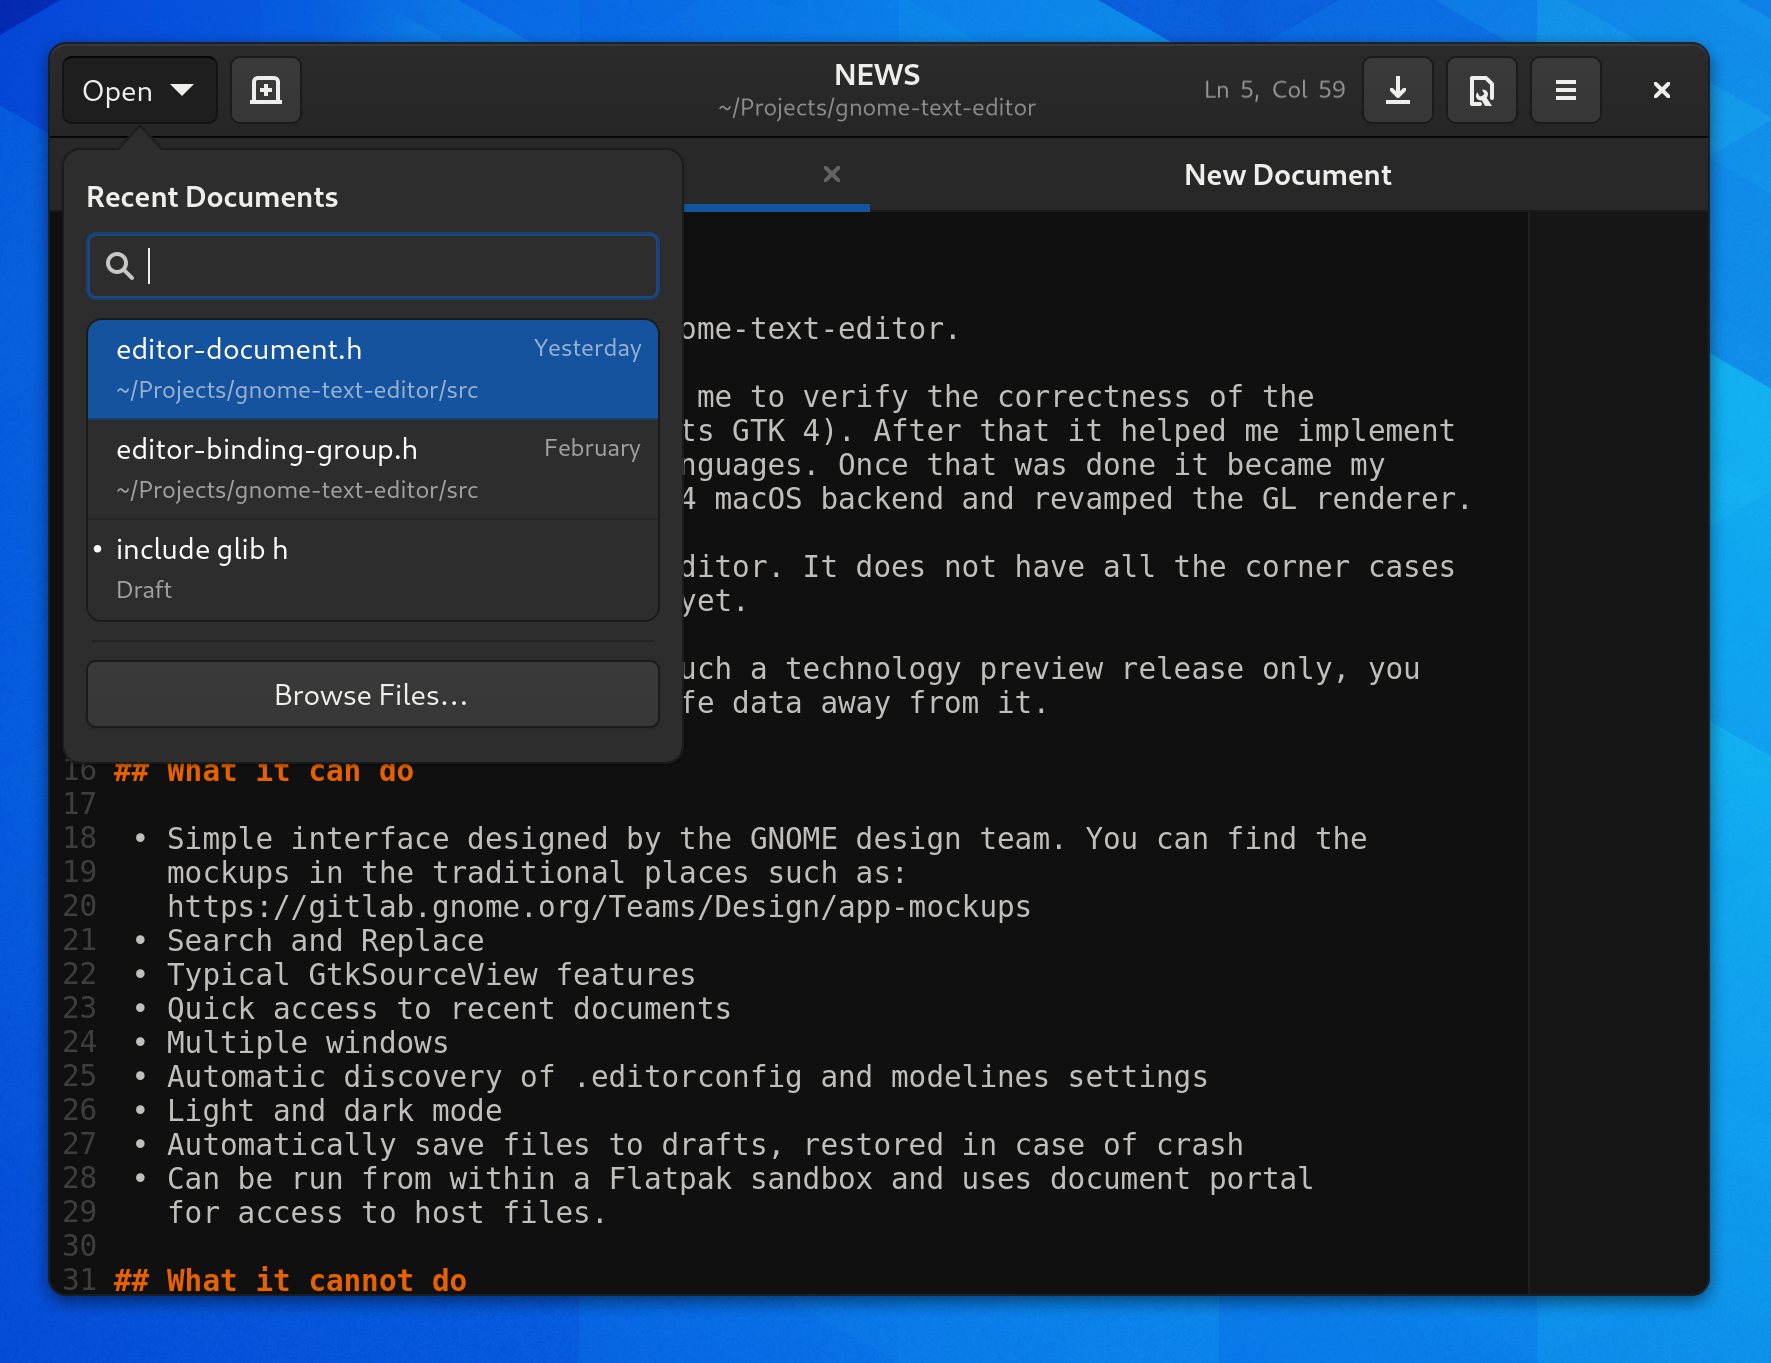 Open
NEWS
~/Projects/gnome-text-editor
Ln 5, Col 59
New Document
Recent Documents
editor-document.h Yesterday
~/Projects/gnome-text-editor/src
editor-binding-group.h February
~/Projects/gnome-text-editor/src
• include glib h
Draft
Browse Files...
ome-text-editor.
me to verify the correctness of the
ts GTK 4). After that it helped me implement
nguages. Once that was done it became my
4 macOS backend and revamped the GL renderer.
ditor. It does not have all the corner cases
yet.
uch a technology preview release only, you
fe data away from it.
16 ## What it can do
17
18 • Simple interface designed by the GNOME design team. You can find the
19 mockups in the traditional places such as:
20 https://gitlab.gnome.org/Teams/Design/app-mockups
21 • Search and Replace
22 • Typical GtkSourceView features
23 • Quick access to recent documents
24 • Multiple windows
25 • Automatic discovery of .editorconfig and modelines settings
26 • Light and dark mode
27 • Automatically save files to drafts, restored in case of crash
28 • Can be run from within a Flatpak sandbox and uses document portal
29 for access to host files.
30
31 ## What it cannot do